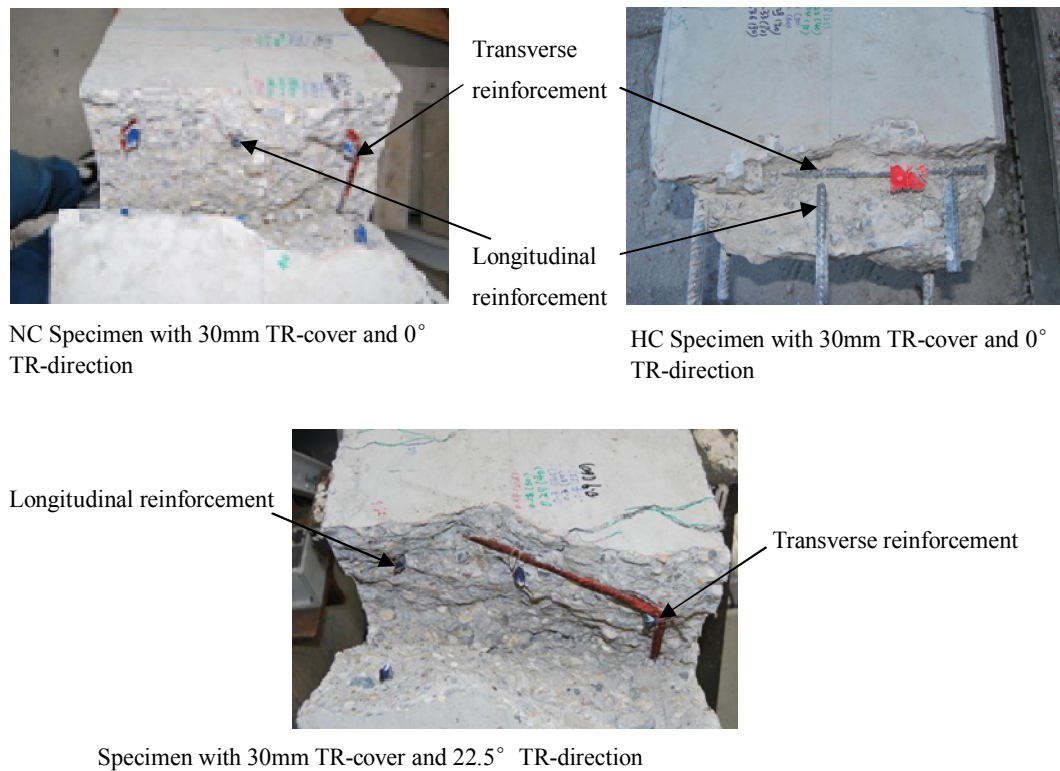 Transverse
reinforcement
Longitudinal
reinforcement
NC Specimen with 30mm TR-cover and 0°
TR-direction
HC Specimen with 30mm TR-cover and 0°
TR-direction
Longitudinal reinforcement
Transverse reinforcement
Specimen with 30mm TR-cover and 22.5° TR-direction